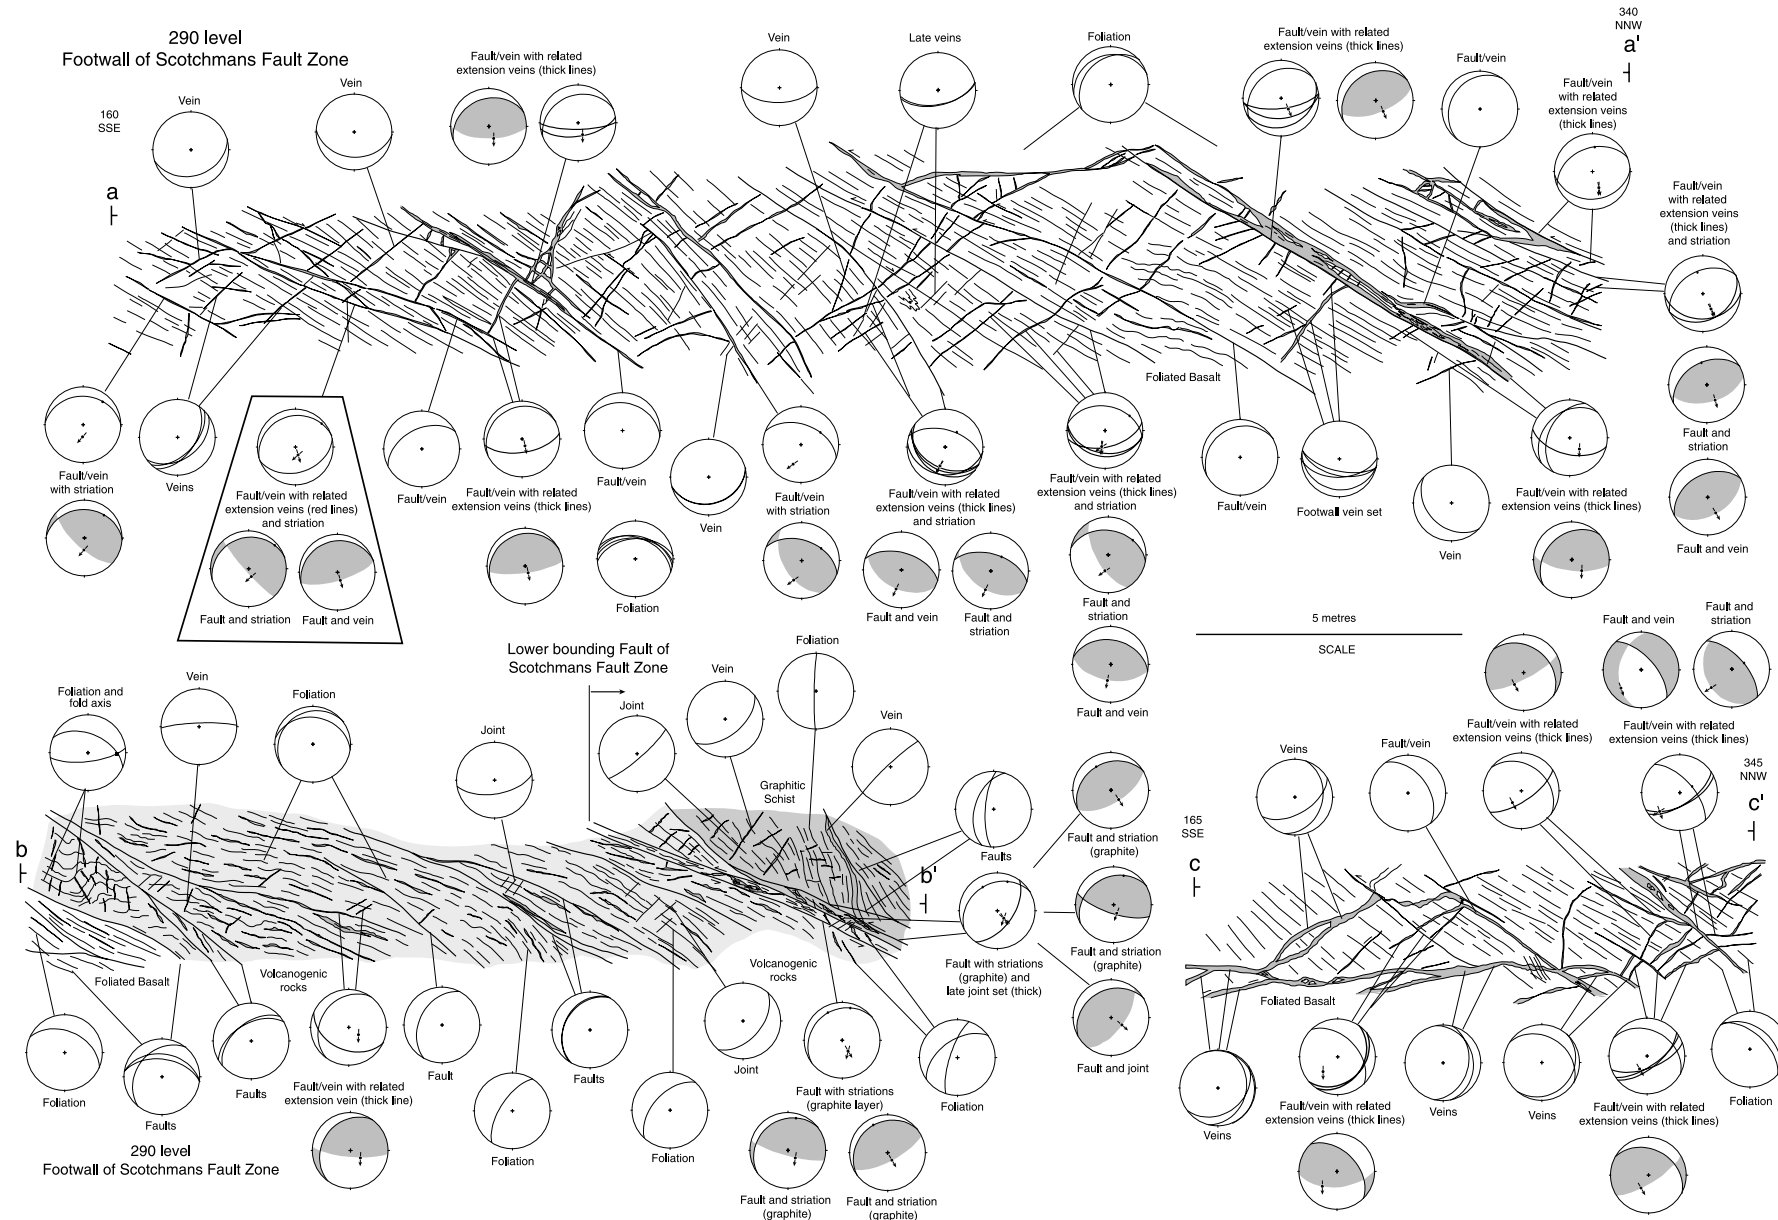 290 level
Footwall of Scotchmans Fault Zone
160
SSE
a
Vein
Vein
Fault/vein with related
extension veins (thick lines)
Vein
Late veins
Foliation
Fault/vein with related
extension veins (thick lines)
Fault/vein
340
NNW
a'
Fault/vein
with related
extension veins
(thick lines)
Fault/vein
with related
extension veins
(thick lines)
and striation
Foliated Basalt
Fault/vein
with striation
Veins
Fault/vein with related
extension veins (red lines)
and striation
Fault and striation
Fault and vein
Fault/vein
Fault/vein with related
extension veins (thick lines)
Fault/vein
Foliation
Vein
Fault/vein
with striation
Fault/vein with related
extension veins (thick lines)
and striation
Fault and vein
Fault and
striation
Fault/vein with related
extension veins (thick lines)
and striation
Fault and
striation
Fault and vein
Fault/vein
Footwall vein set
Vein
Fault/vein with related
extension veins (thick lines)
Fault and
striation
Fault and vein
5 metres
SCALE
Lower bounding Fault of
Scotchmans Fault Zone
b
Foliation and
fold axis
Vein
Foliation
Joint
Joint
Vein
Foliation
Vein
Graphitic
Schist
b'
Faults
Fault with striations
(graphite) and
late joint set (thick)
Fault and striation
(graphite)
Fault and striation
(graphite)
Fault and joint
Foliated Basalt
Volcanogenic
rocks
Volcanogenic
rocks
Foliation
Faults
Faults
Fault/vein with related
extension vein (thick line)
Fault
Foliation
Faults
Foliation
Joint
Fault with striations
(graphite layer)
Fault and striation
(graphite)
Fault and striation
(graphite)
Foliation
290 level
Footwall of Scotchmans Fault Zone
165
SSE
c
Veins
Fault/vein
Fault/vein with related
extension veins (thick lines)
Fault and vein
Fault and
striation
Fault/vein with related
extension veins (thick lines)
345
NNW
c'
Foliated Basalt
Veins
Fault/vein with related
extension veins (thick lines)
Veins
Veins
Fault/vein with related
extension veins (thick lines)
Foliation